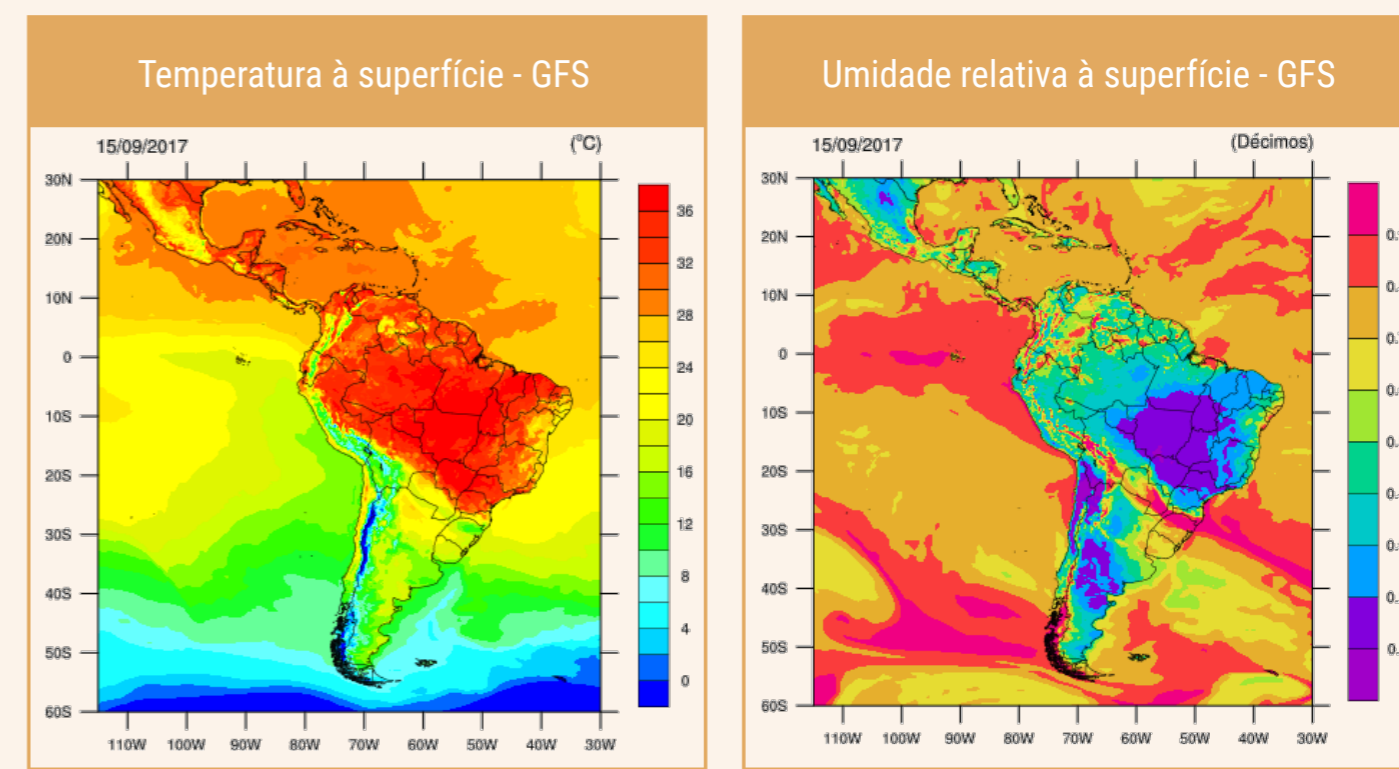 Temperatura à superfície - GFS
15/09/2017 (°C)
30N
20N
10N
0
10S
20S
30S
40S
50S
60S
110W 100W 90W 80W 70W 60W 50W 40W 30W
36
32
28
24
20
16
12
8
4
0
Umidade relativa à superfície - GFS
15/09/2017 (Décimos)
30N
20N
10N
0
10S
20S
30S
40S
50S
60S
110W 100W 90W 80W 70W 60W 50W 40W 30W